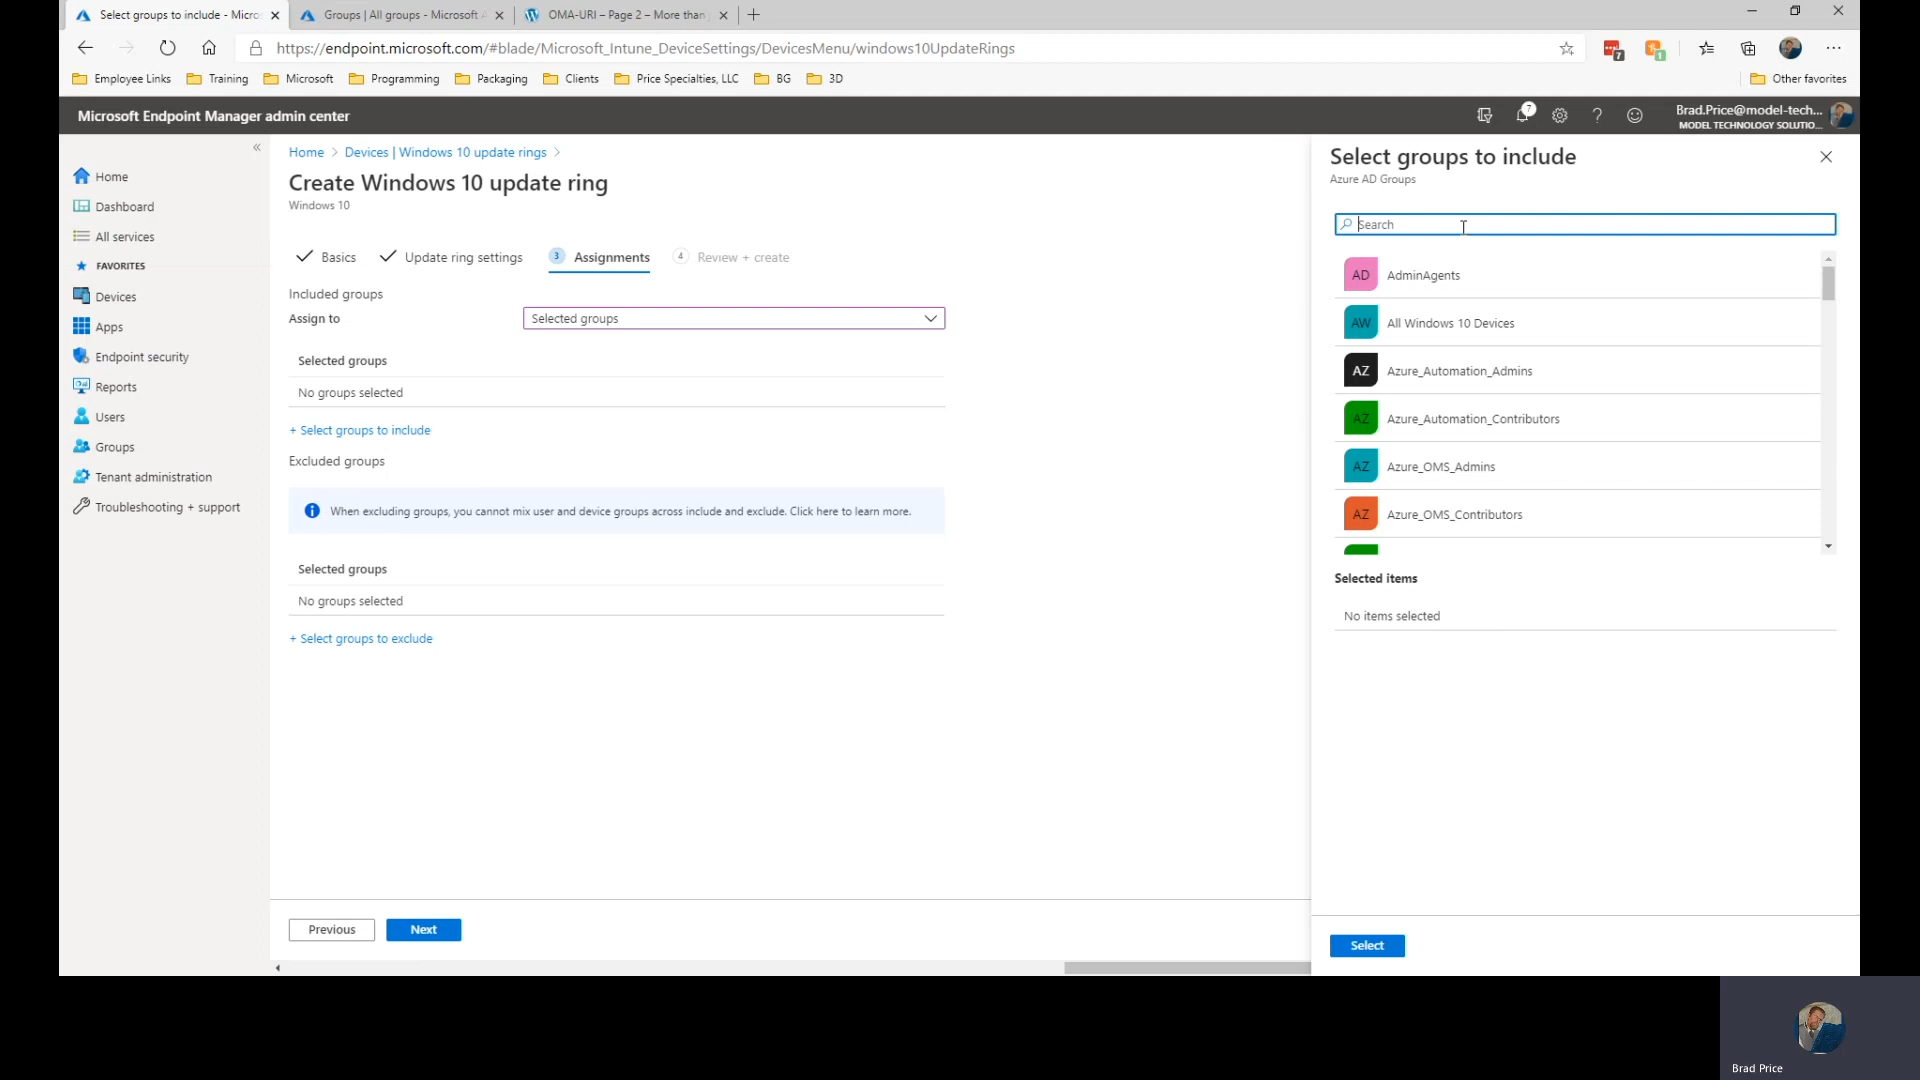 Select groups to include - Micros
Groups | All groups - Microsoft A
OMA-URI – Page 2 – More than
https://endpoint.microsoft.com/#blade/Microsoft_Intune_DeviceSettings/DevicesMenu/windows10UpdateRings
7
1
Employee Links
Training
Microsoft
Programming
Packaging
Clients
Price Specialties, LLC
BG
3D
Other favorites
Microsoft Endpoint Manager admin center
7
Brad.Price@model-tech...
MODEL TECHNOLOGY SOLUTIO...
«
Home
Dashboard
All services
FAVORITES
Devices
Apps
Endpoint security
Reports
Users
Groups
Tenant administration
Troubleshooting + support
Home > Devices | Windows 10 update rings >
Create Windows 10 update ring
Windows 10
Basics
Update ring settings
3 Assignments
4 Review + create
Included groups
Assign to
Selected groups
Selected groups
No groups selected
+ Select groups to include
Excluded groups
When excluding groups, you cannot mix user and device groups across include and exclude. Click here to learn more.
Selected groups
No groups selected
+ Select groups to exclude
Previous
Next
Select groups to include
Azure AD Groups
Search
AD AdminAgents
AW All Windows 10 Devices
AZ Azure_Automation_Admins
AZ Azure_Automation_Contributors
AZ Azure_OMS_Admins
AZ Azure_OMS_Contributors
Selected items
No items selected
Select
Brad Price